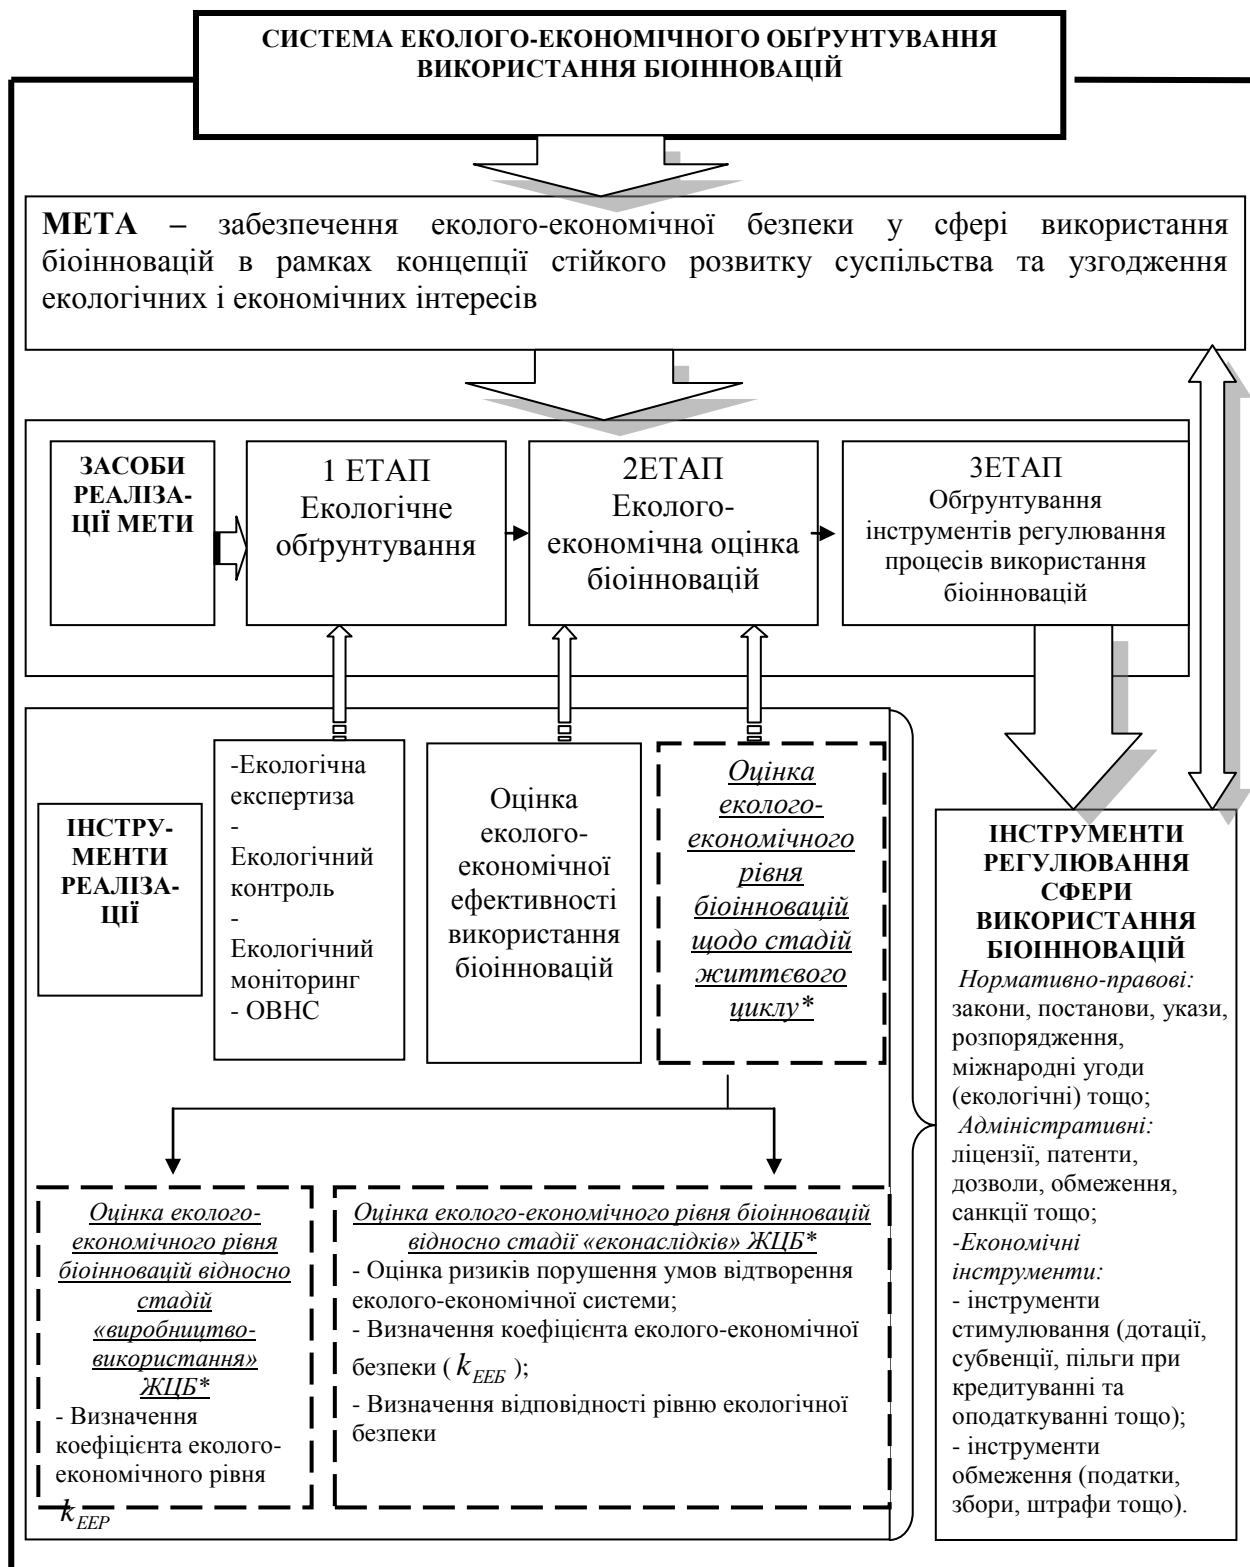 СИСТЕМА ЕКОЛОГО-ЕКОНОМІЧНОГО ОБҐРУНТУВАННЯ
ВИКОРИСТАННЯ БІОІННОВАЦІЙ
МЕТА – забезпечення еколого-економічної безпеки у сфері використання
біоінновацій в рамках концепції стійкого розвитку суспільства та узгодження
екологічних і економічних інтересів
ЗАСОБИ
РЕАЛІЗА-
ЦІЇ МЕТИ
1 ЕТАП
Екологічне
обґрунтування
2ЕТАП
Еколого-
економічна оцінка
біоінновацій
3ЕТАП
Обґрунтування
інструментів регулювання
процесів використання
біоінновацій
ІНСТРУ-
МЕНТИ
РЕАЛІЗА-
ЦІЇ
-Екологічна
експертиза
-
Екологічний
контроль
-
Екологічний
моніторинг
- ОВНС
Оцінка
еколого-
економічної
ефективності
використання
біоінновацій
Оцінка
еколого-
економічного
рівня
біоінновацій
щодо стадій
життєвого
циклу*
Оцінка еколого-
економічного рівня
біоінновацій відносно
стадій
«виробництво-
використання»
ЖЦБ*
- Визначення
коефіцієнта еколого-
економічного рівня
k ЕЕР
Оцінка еколого-економічного рівня біоінновацій
відносно стадії «еконаслідків» ЖЦБ*
- Оцінка ризиків порушення умов відтворення
еколого-економічної системи;
- Визначення коефіцієнта еколого-економічної
безпеки ( k ЕЕБ );
- Визначення відповідності рівню екологічної
безпеки
ІНСТРУМЕНТИ
РЕГУЛЮВАННЯ
СФЕРИ
ВИКОРИСТАННЯ
БІОІННОВАЦІЙ
Нормативно-правові:
закони, постанови, укази,
розпорядження,
міжнародні угоди
(екологічні) тощо;
Адміністративні:
ліцензії, патенти,
дозволи, обмеження,
санкції тощо;
-Економічні
інструменти:
- інструменти
стимулювання (дотації,
субвенції, пільги при
кредитуванні та
оподаткуванні тощо);
- інструменти
обмеження (податки,
збори, штрафи тощо).